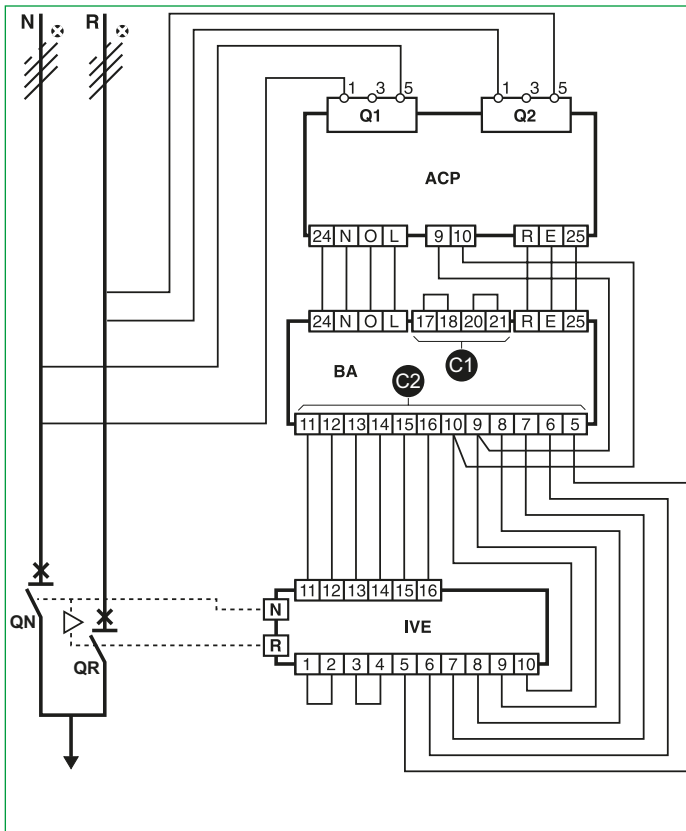 N R
1 3 5 1 3 5
Q1 Q2
ACP
24 N O L 9 10 R E 25
24 N O L 17 18 20 21 R E 25
BA C1
C2
11 12 13 14 15 16 10 9 8 7 6 5
11 12 13 14 15 16
N
QN IVE
R
QR
1 2 3 4 5 6 7 8 9 10